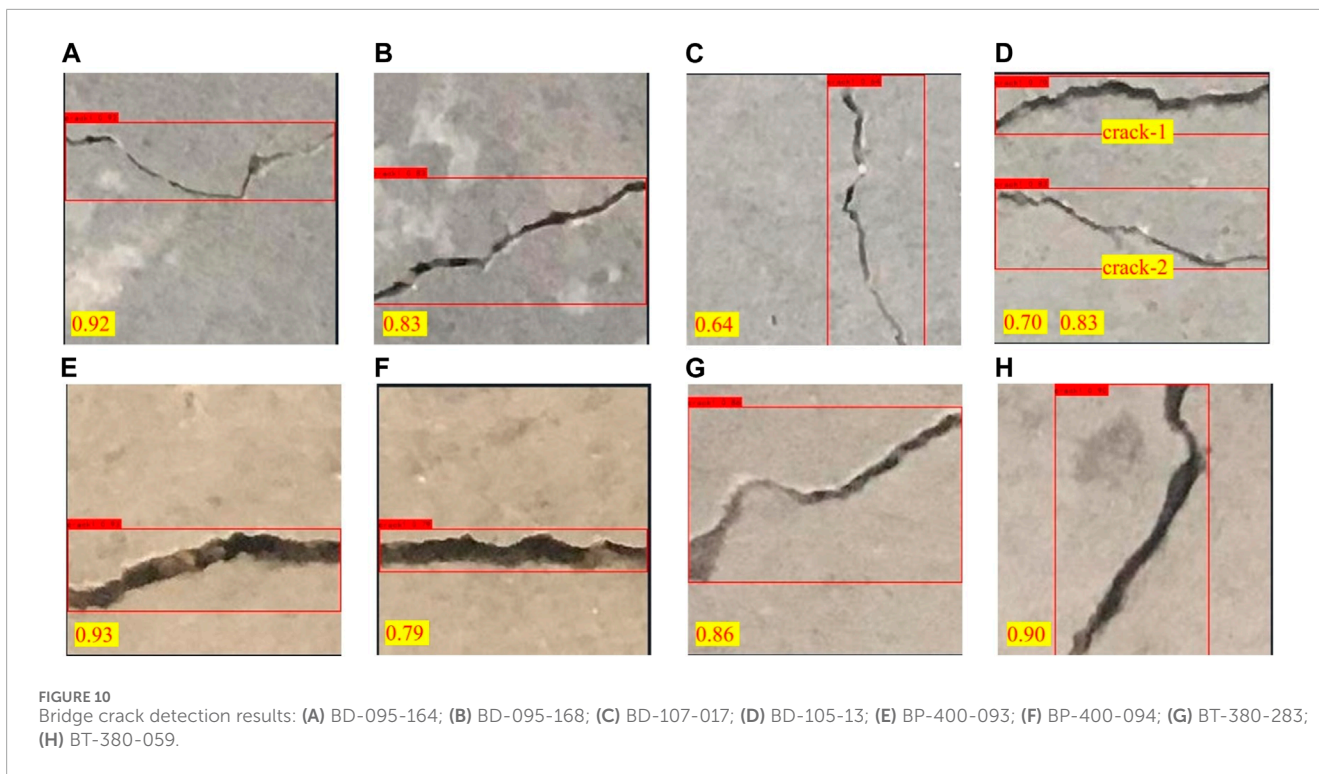 A
B
C
D
crack-1
crack-2
0.92
0.83
0.64
0.70 0.83
E
F
G
H
0.93
0.79
0.86
0.90
FIGURE 10
Bridge crack detection results: (A) BD-095-164; (B) BD-095-168; (C) BD-107-017; (D) BD-105-13; (E) BP-400-093; (F) BP-400-094; (G) BT-380-283;
(H) BT-380-059.